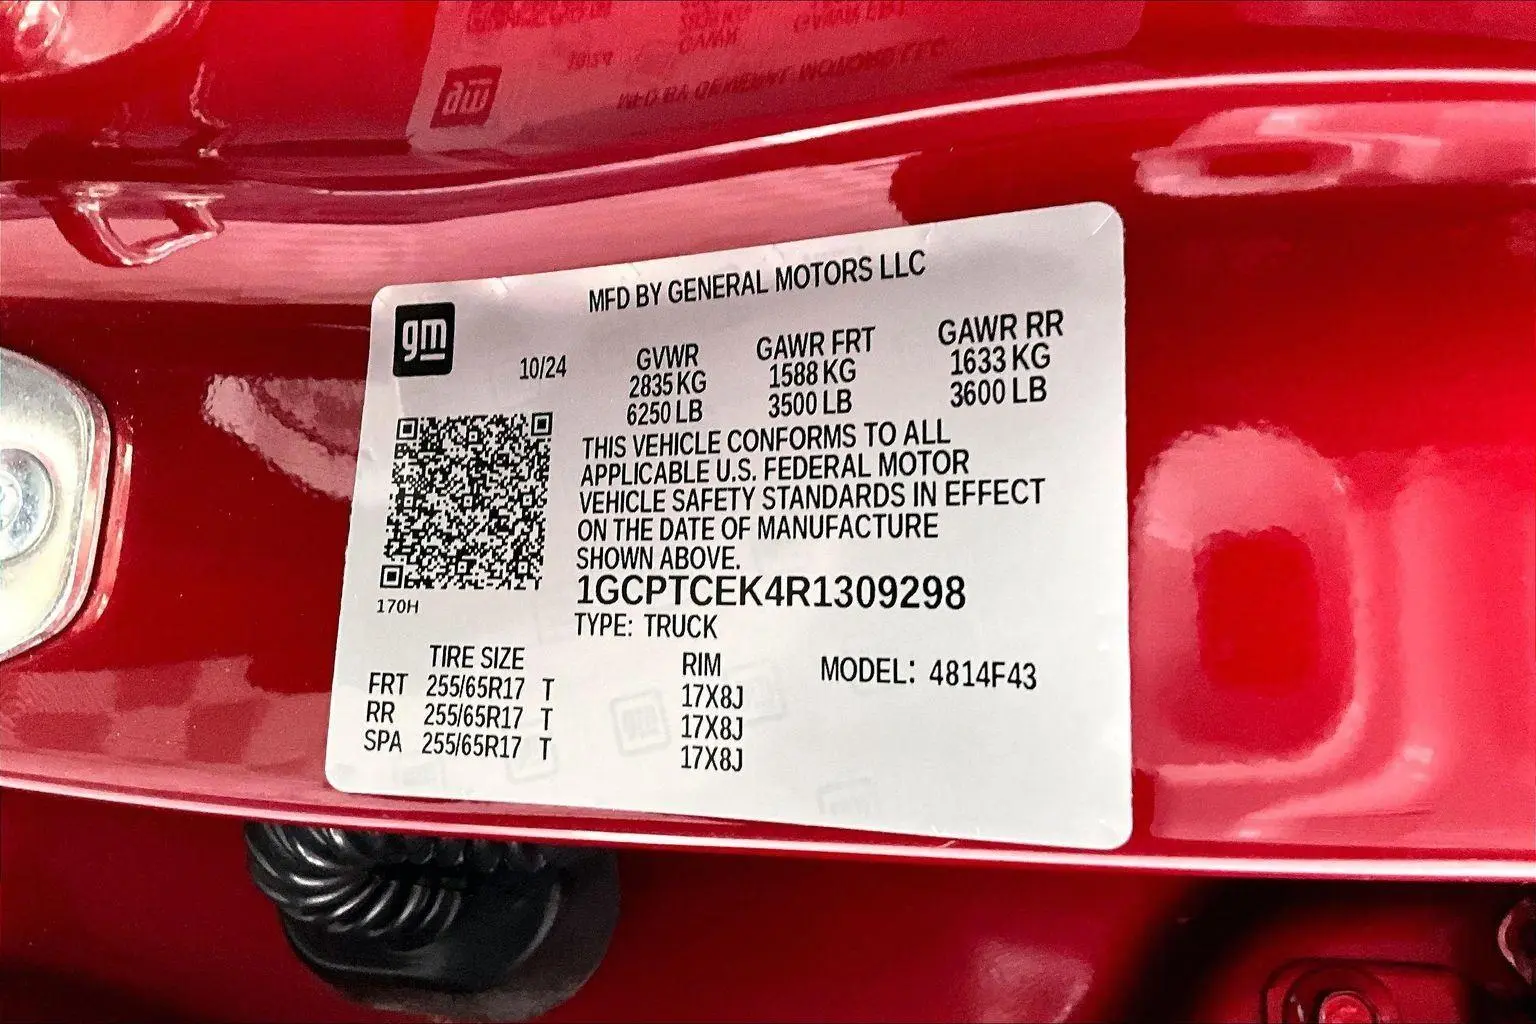 MFD BY GENERAL MOTORS LLC
gm
10/24
GVWR GAWR FRT GAWR RR
2835 KG 1588 KG 1633 KG
6250 LB 3500 LB 3600 LB
THIS VEHICLE CONFORMS TO ALL
APPLICABLE U.S. FEDERAL MOTOR
VEHICLE SAFETY STANDARDS IN EFFECT
ON THE DATE OF MANUFACTURE
SHOWN ABOVE.
1GCPTCEK4R1309298
170H
TYPE: TRUCK
TIRE SIZE RIM MODEL: 4814F43
FRT 255/65R17 T 17X8J
RR 255/65R17 T 17X8J
SPA 255/65R17 T 17X8J